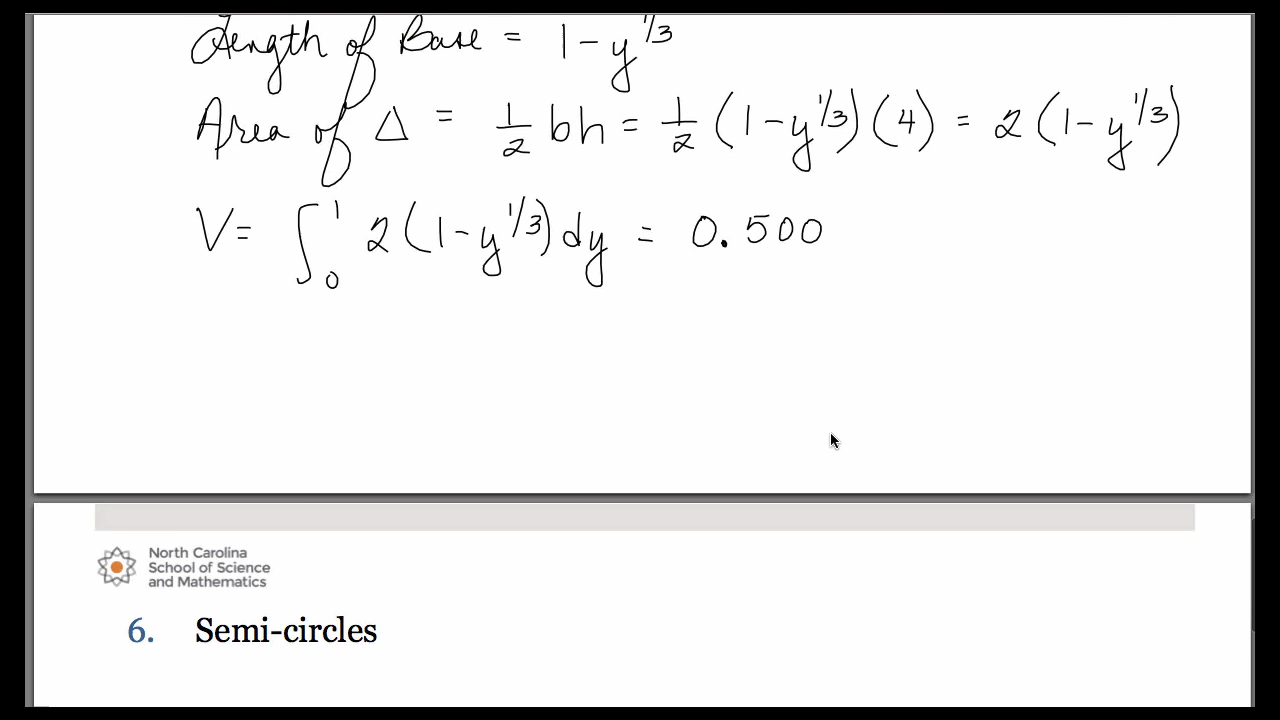 Length of Base = 1 - y^{1/3}
Area of Δ = 1/2 bh = 1/2 (1 - y^{1/3}) (4) = 2 (1 - y^{1/3})
V = ∫_0^1 2 (1 - y^{1/3}) dy = 0.500
North Carolina
School of Science
and Mathematics
6. Semi-circles